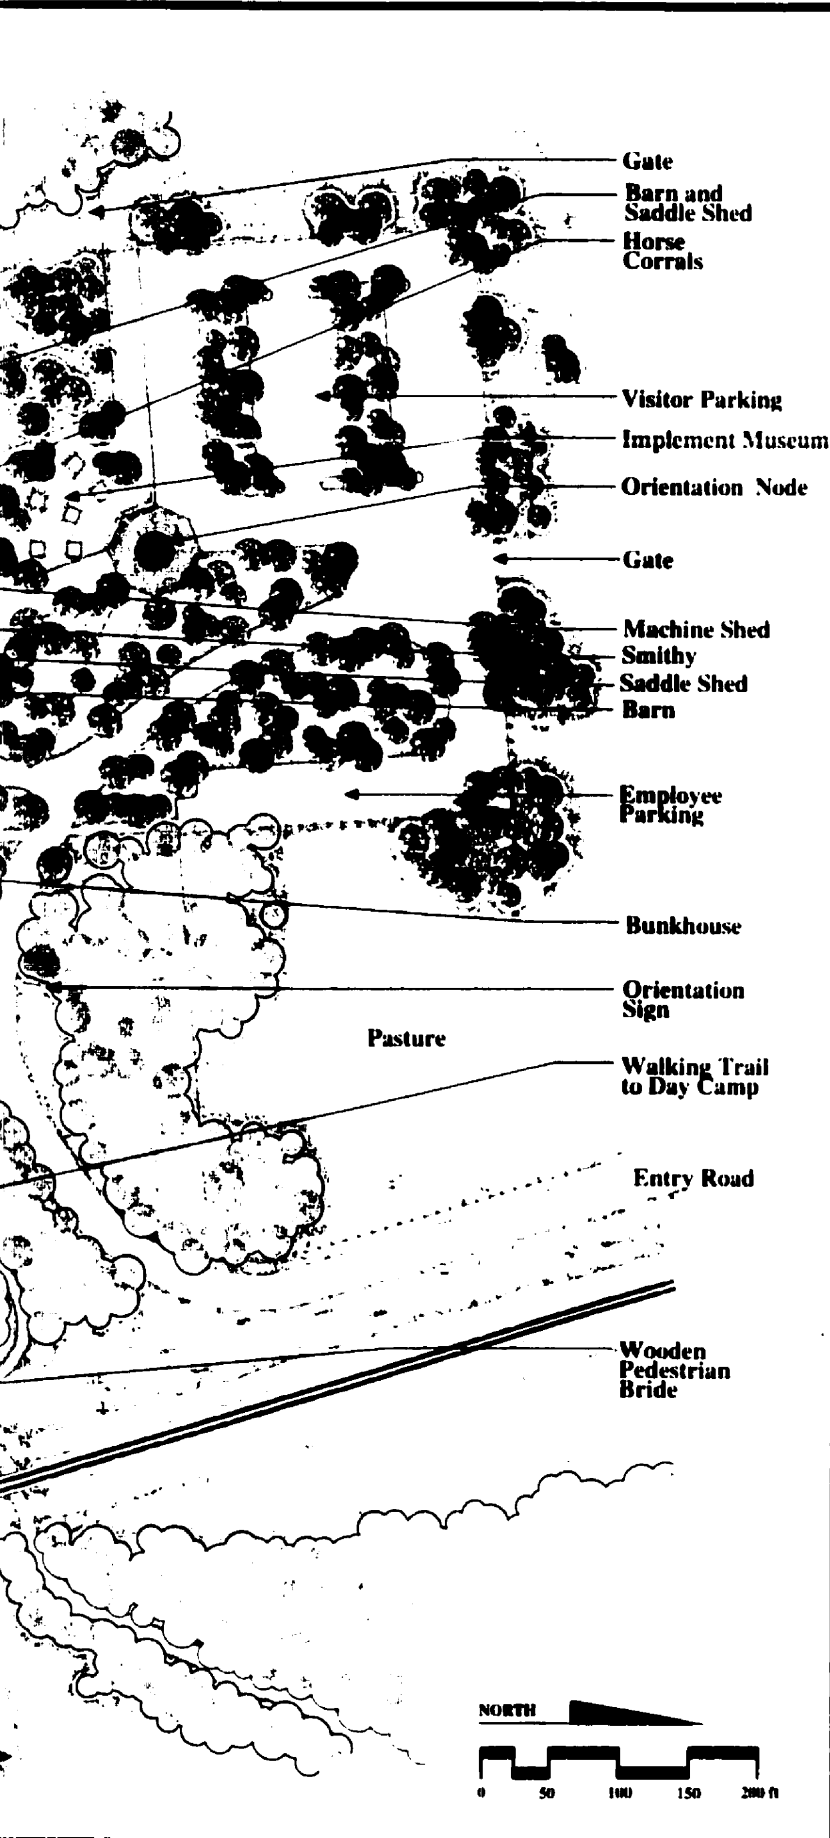 Gate
Barn and
Saddle Shed
Horse
Corrals
Visitor Parking
Implement Museum
Orientation Node
Gate
Machine Shed
Smithy
Saddle Shed
Barn
Employee
Parking
Bunkhouse
Orientation
Sign
Pasture
Walking Trail
to Day Camp
Entry Road
Wooden
Pedestrian
Bride
NORTH
0 50 100 150 200 ft